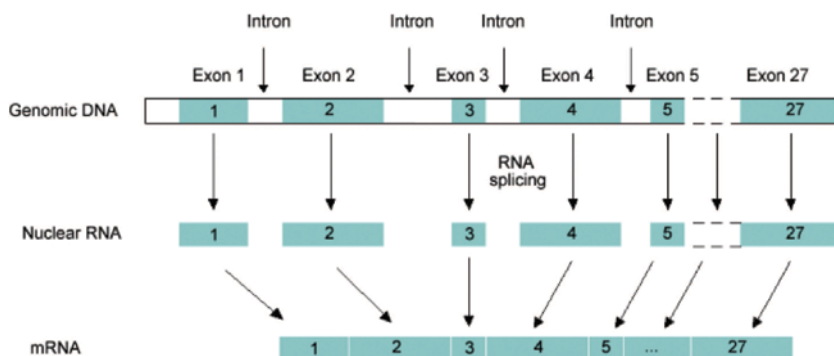 Intron Intron Intron Intron
Exon 1 Exon 2 Exon 3 Exon 4 Exon 5 Exon 27
Genomic DNA 1 2 3 4 5 27
RNA
splicing
Nuclear RNA 1 2 3 4 5 27
mRNA 1 2 3 4 5 ... 27